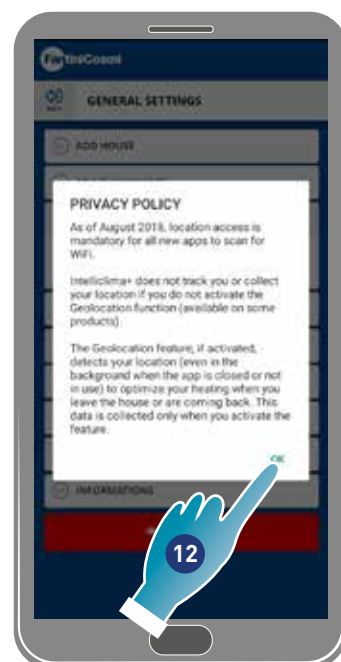 FantiniCosmi
GENERAL SETTINGS
ADD HOUSE
PRIVACY POLICY
As of August 2018, location access is
mandatory for all new apps to scan for
WiFi.
Intelliclima+ does not track you or collect
your location if you do not activate the
Geolocation function (available on some
products).
The Geolocation feature, if activated,
detects your location (even in the
background when the app is closed or not
in use) to optimize your heating when you
leave the house or are coming back. This
data is collected only when you activate the
feature.
OK
INFORMATIONS
12